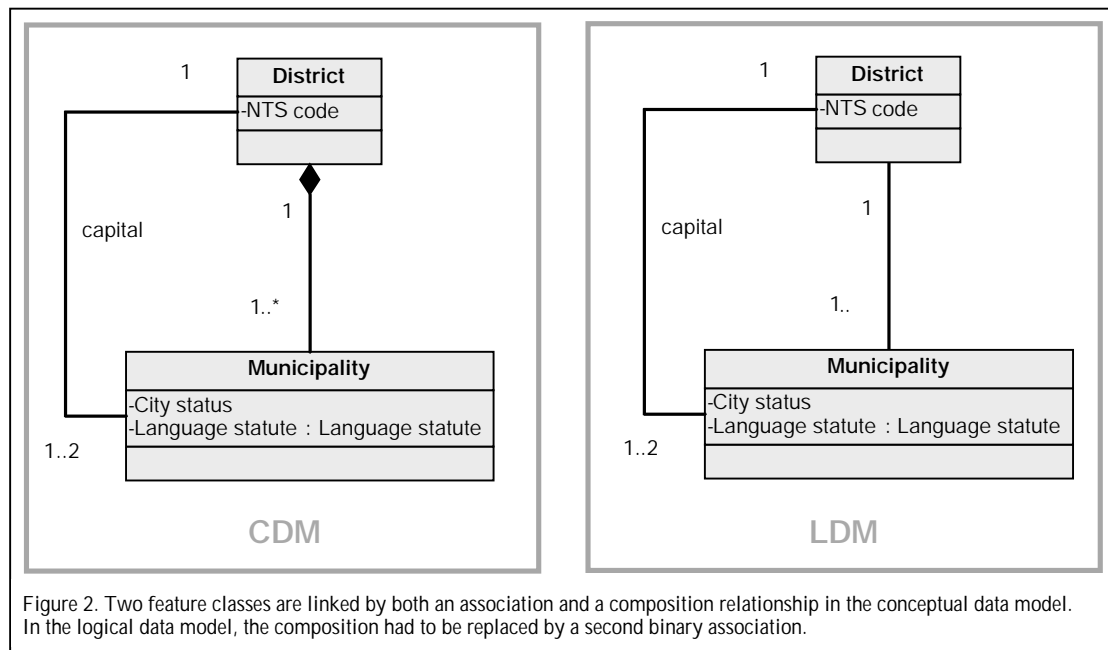 1
District
-NTS code
1
capital
1..*
Municipality
-City status
-Language statute : Language statute
1..2
CDM
1
District
-NTS code
1
capital
1..
Municipality
-City status
-Language statute : Language statute
1..2
LDM
Figure 2. Two feature classes are linked by both an association and a composition relationship in the conceptual data model.
In the logical data model, the composition had to be replaced by a second binary association.